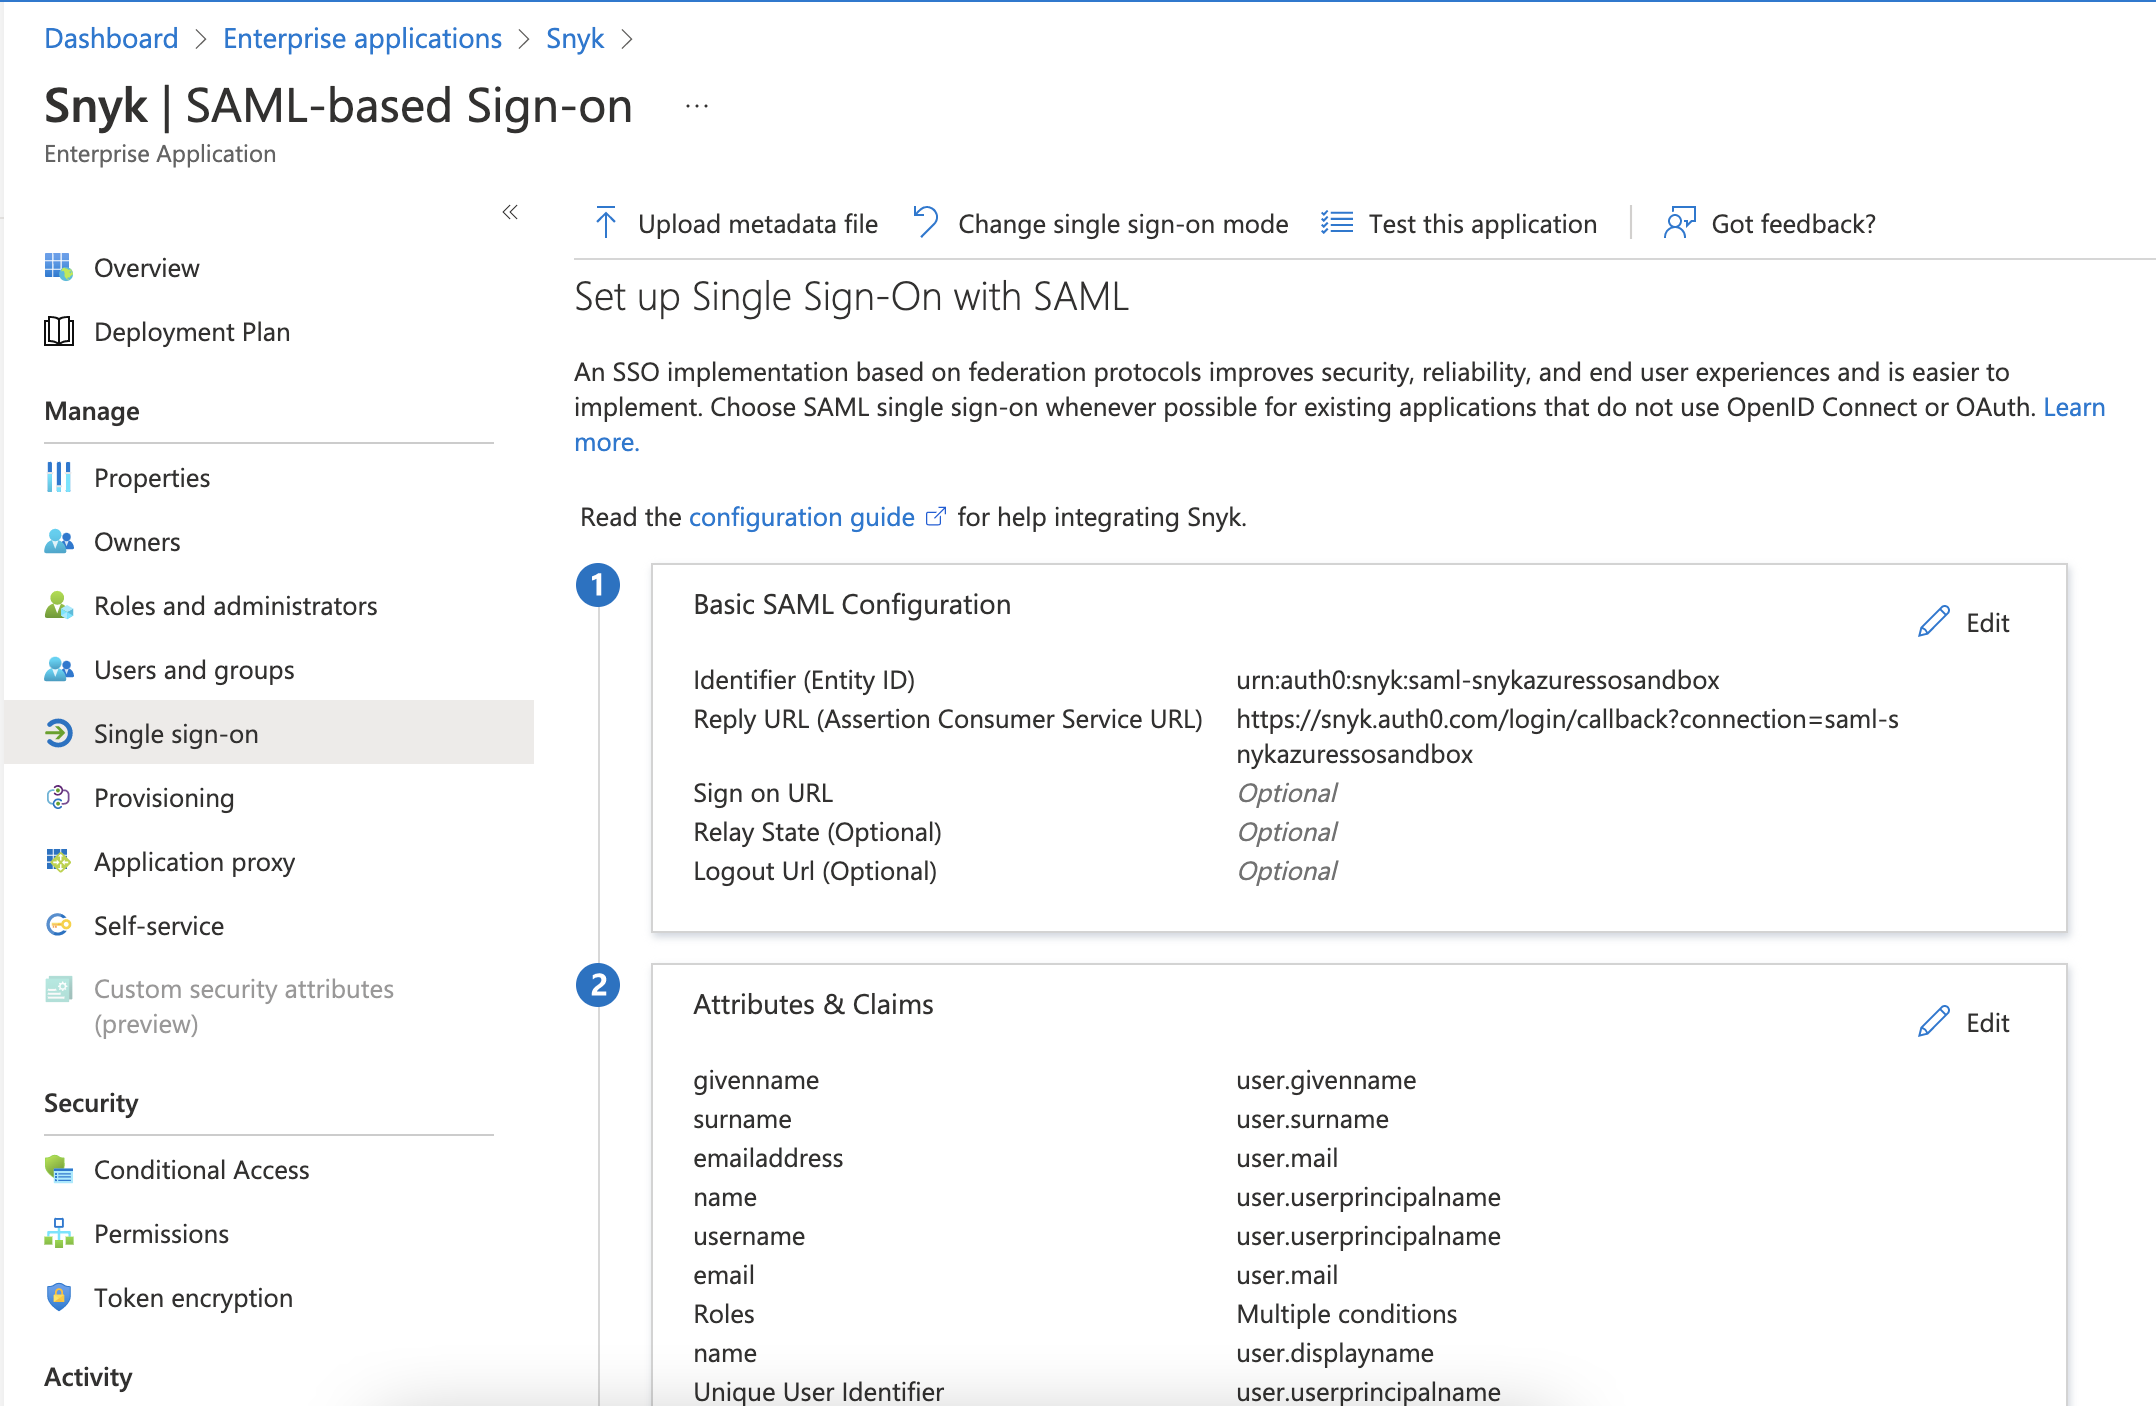 Dashboard > Enterprise applications > Snyk >
Snyk | SAML-based Sign-on ...
Enterprise Application
«
Overview
Deployment Plan
Manage
Properties
Owners
Roles and administrators
Users and groups
Single sign-on
Provisioning
Application proxy
Self-service
Custom security attributes
(preview)
Security
Conditional Access
Permissions
Token encryption
Activity
Upload metadata file
Change single sign-on mode
Test this application
Got feedback?
Set up Single Sign-On with SAML
An SSO implementation based on federation protocols improves security, reliability, and end user experiences and is easier to
implement. Choose SAML single sign-on whenever possible for existing applications that do not use OpenID Connect or OAuth. Learn
more.
Read the configuration guide for help integrating Snyk.
1
Basic SAML Configuration
Edit
Identifier (Entity ID) urn:auth0:snyk:saml-snykazuressosandbox
Reply URL (Assertion Consumer Service URL) https://snyk.auth0.com/login/callback?connection=saml-s
nykazuressosandbox
Sign on URL Optional
Relay State (Optional) Optional
Logout Url (Optional) Optional
2
Attributes & Claims
Edit
givenname user.givenname
surname user.surname
emailaddress user.mail
name user.userprincipalname
username user.userprincipalname
email user.mail
Roles Multiple conditions
name user.displayname
Unique User Identifier user.userprincipalname